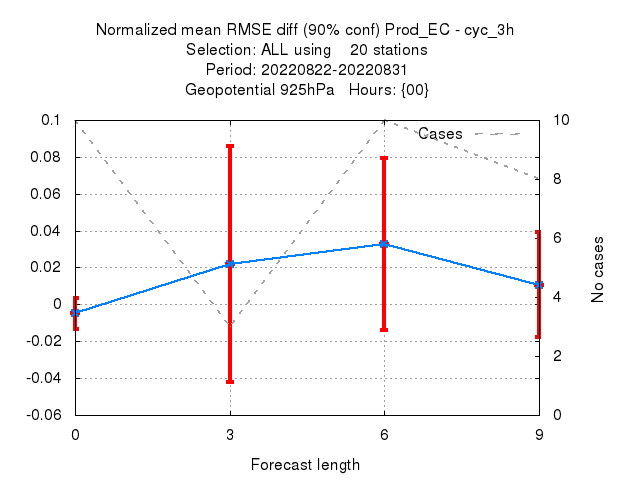 Normalized mean RMSE diff (90% conf) Prod_EC - cyc_3h
Selection: ALL using 20 stations
Period: 20220822-20220831
Geopotential 925hPa Hours: {00}
0.1
0.08
0.06
0.04
0.02
0
-0.02
-0.04
-0.06
Cases
10
8
6
4
2
0
No cases
0 3 6 9
Forecast length